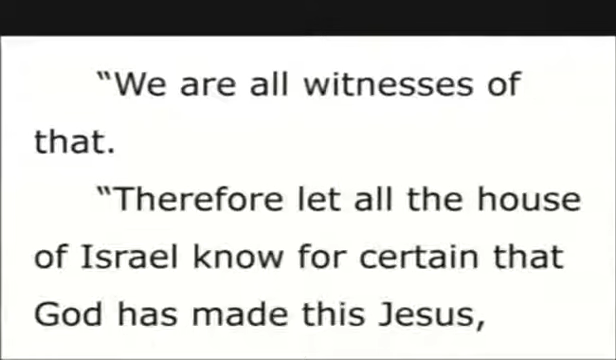 “We are all witnesses of
that.
“Therefore let all the house
of Israel know for certain that
God has made this Jesus,